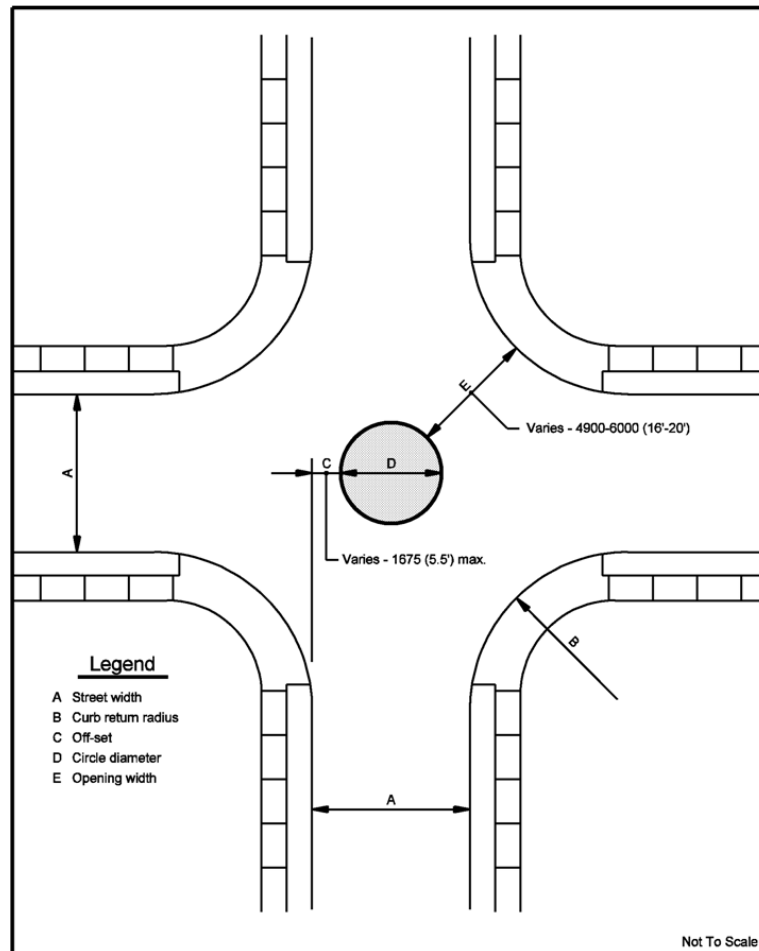 E
Varies - 4900-6000 (16'-20')
A
C
D
Varies - 1675 (5.5') max.
B
Legend
A Street width
B Curb return radius
C Off-set
D Circle diameter
E Opening width
A
Not To Scale